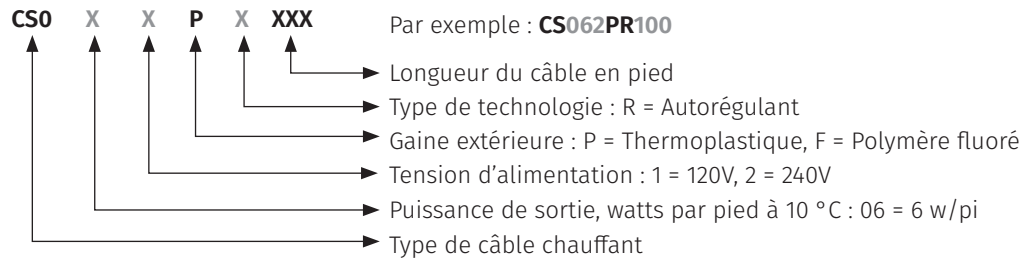 CS0 X X P X XXX Par exemple : CS062PR100
Longueur du câble en pied
Type de technologie : R = Autorégulant
Gaine extérieure : P = Thermoplastique, F = Polymère fluoré
Tension d’alimentation : 1 = 120V, 2 = 240V
Puissance de sortie, watts par pied à 10 °C : 06 = 6 w/pi
Type de câble chauffant